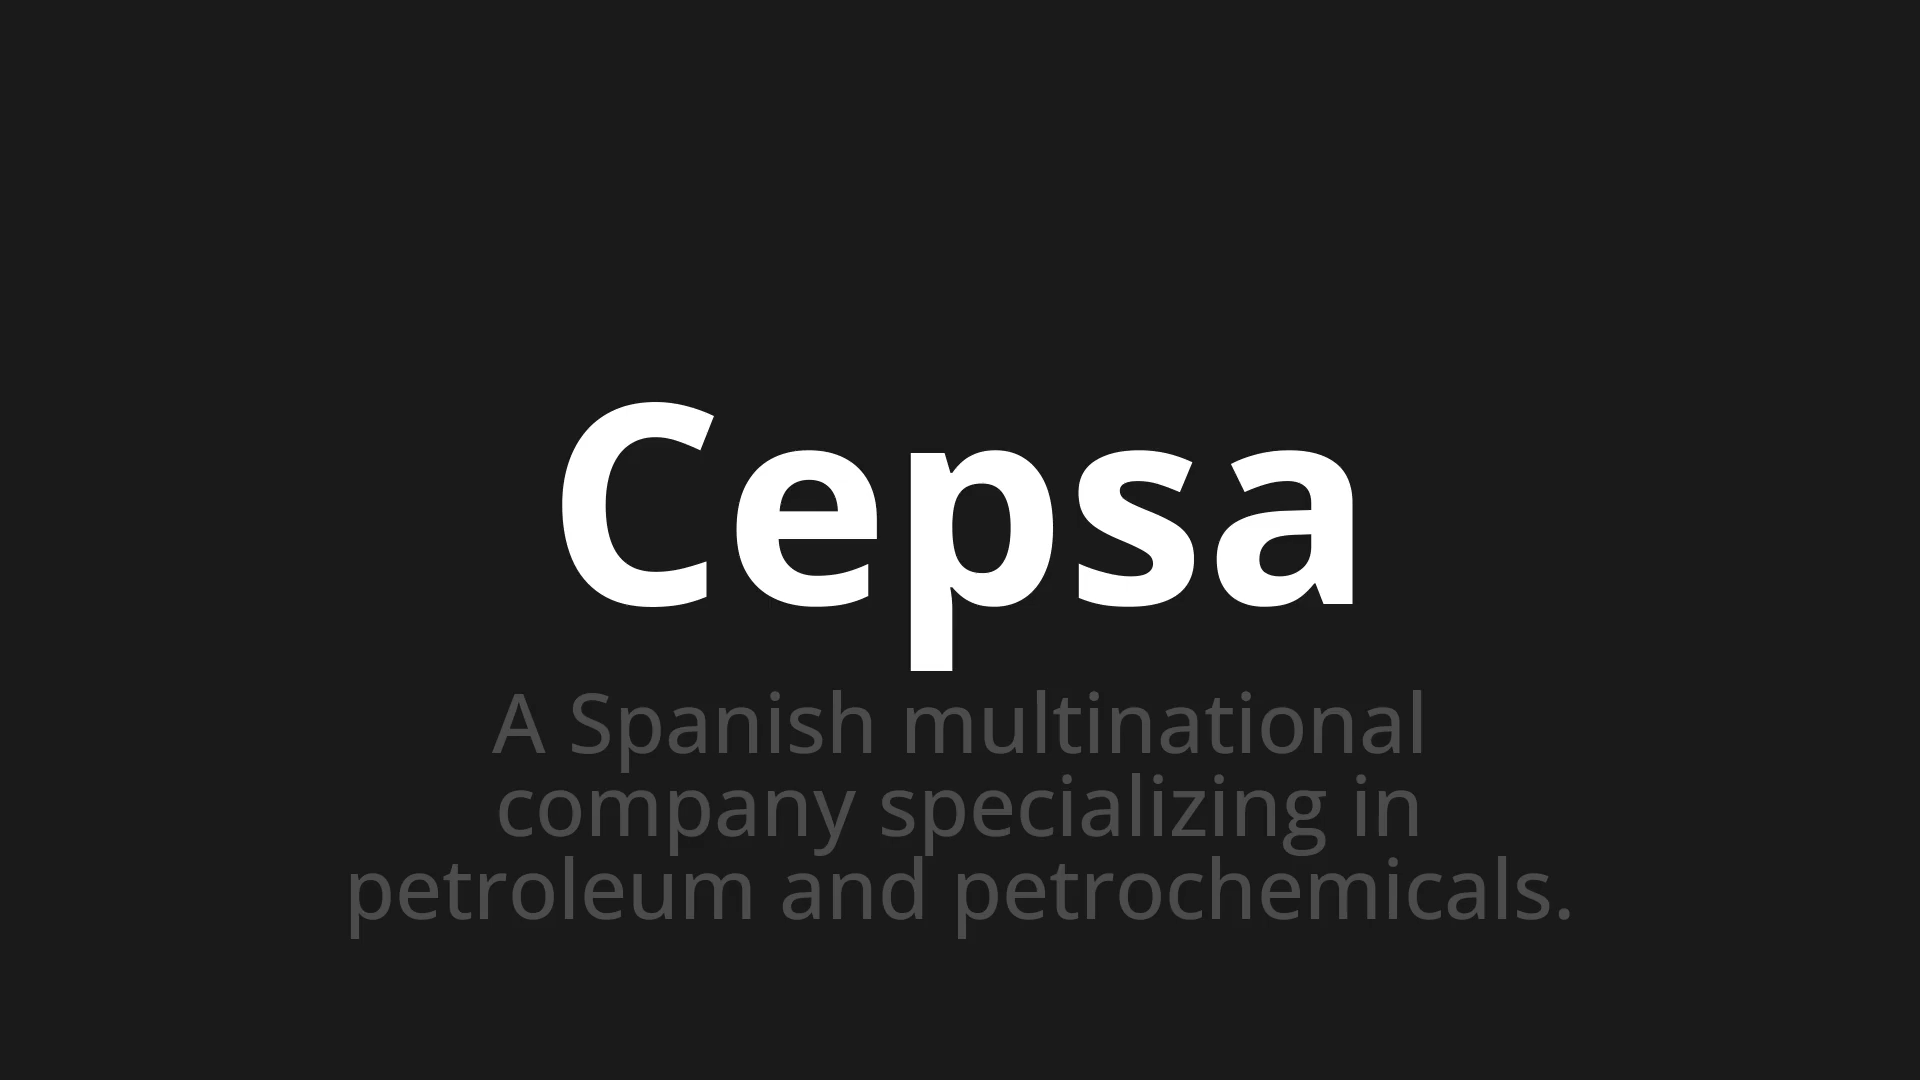 Cepsa
A Spanish multinational
company specializing in
petroleum and petrochemicals.